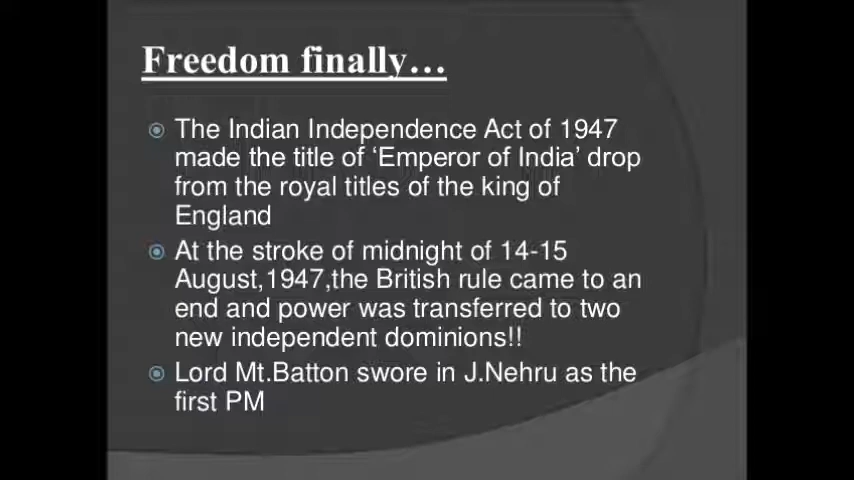 Freedom finally...
The Indian Independence Act of 1947
made the title of ‘Emperor of India’ drop
from the royal titles of the king of
England
At the stroke of midnight of 14-15
August,1947,the British rule came to an
end and power was transferred to two
new independent dominions!!
Lord Mt.Batton swore in J.Nehru as the
first PM